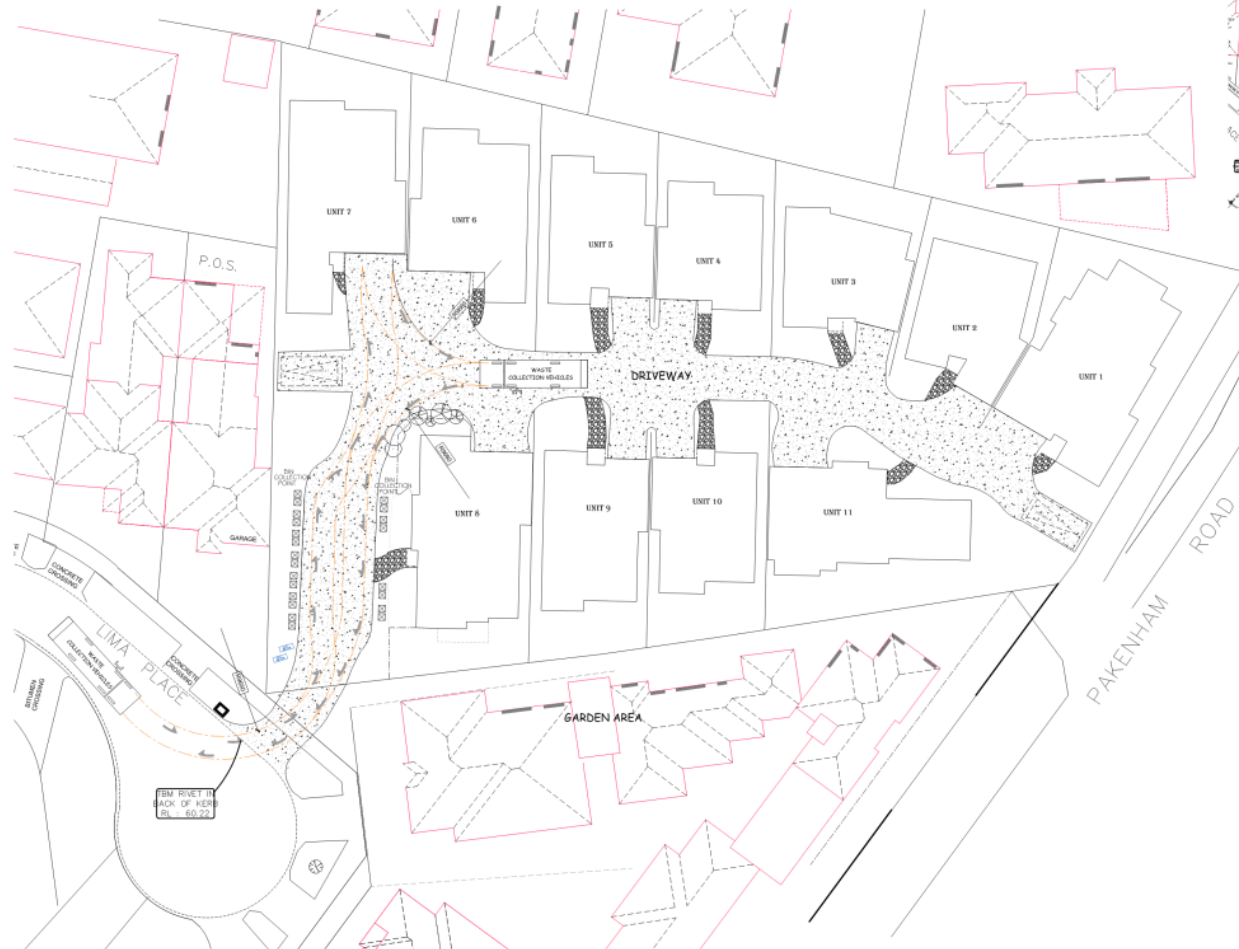 UNIT 7
UNIT 6
UNIT 5
UNIT 4
UNIT 3
UNIT 2
UNIT 1
P.O.S.
WASTE
COLLECTION VEHICLES
DRIVEWAY
BIN
COLLECTION
POINT
BIN
COLLECTION
POINT
UNIT 8
UNIT 9
UNIT 10
UNIT 11
GARAGE
CONCRETE
CROSSING
LIMA PLACE
WASTE
COLLECTION VEHICLES
CONCRETE
CROSSING
BITUMEN
CROSSING
GARDEN AREA
PAKENHAM ROAD
TBM RIVET IN
BACK OF KERB
RL : 60.22